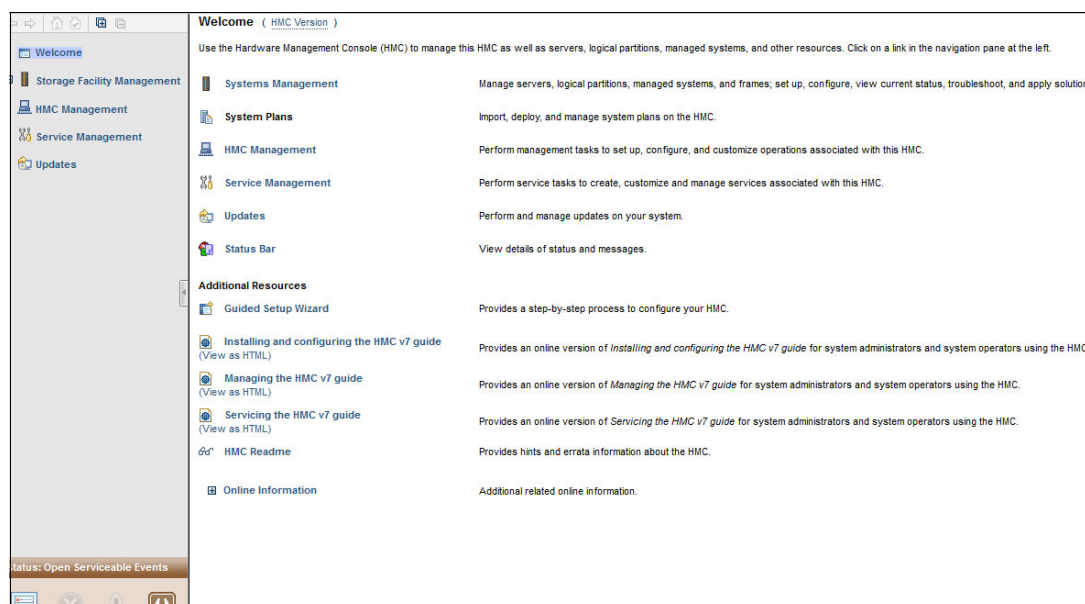 Welcome ( HMC Version )
Use the Hardware Management Console (HMC) to manage this HMC as well as servers, logical partitions, managed systems, and other resources. Click on a link in the navigation pane at the left.
Welcome
Storage Facility Management
HMC Management
Service Management
Updates
Systems Management Manage servers, logical partitions, managed systems, and frames; set up, configure, view current status, troubleshoot, and apply solution
System Plans Import, deploy, and manage system plans on the HMC.
HMC Management Perform management tasks to set up, configure, and customize operations associated with this HMC.
Service Management Perform service tasks to create, customize and manage services associated with this HMC.
Updates Perform and manage updates on your system.
Status Bar View details of status and messages.
Additional Resources
Guided Setup Wizard Provides a step-by-step process to configure your HMC.
Installing and configuring the HMC v7 guide
(View as HTML) Provides an online version of Installing and configuring the HMC v7 guide for system administrators and system operators using the HMC
Managing the HMC v7 guide
(View as HTML) Provides an online version of Managing the HMC v7 guide for system administrators and system operators using the HMC.
Servicing the HMC v7 guide
(View as HTML) Provides an online version of Servicing the HMC v7 guide for system administrators and system operators using the HMC.
HMC Readme Provides hints and errata information about the HMC.
Online Information Additional related online information.
Status: Open Serviceable Events